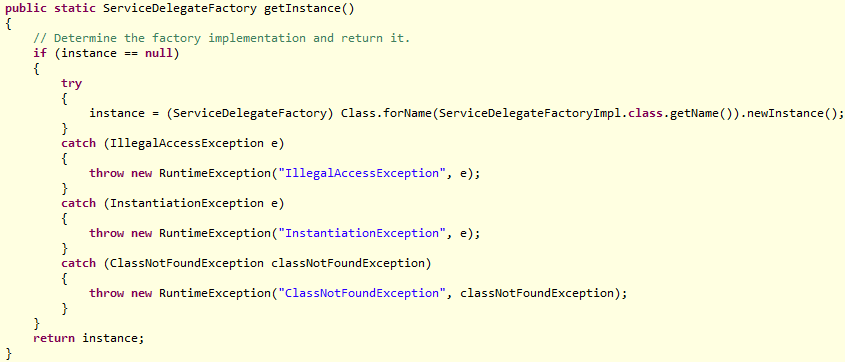 public static ServiceDelegateFactory getInstance()
{
    // Determine the factory implementation and return it.
    if (instance == null)
    {
        try
        {
            instance = (ServiceDelegateFactory) Class.forName(ServiceDelegateFactoryImpl.class.getName()).newInstance();
        }
        catch (IllegalAccessException e)
        {
            throw new RuntimeException("IllegalAccessException", e);
        }
        catch (InstantiationException e)
        {
            throw new RuntimeException("InstantiationException", e);
        }
        catch (ClassNotFoundException classNotFoundException)
        {
            throw new RuntimeException("ClassNotFoundException", classNotFoundException);
        }
    }
    return instance;
}